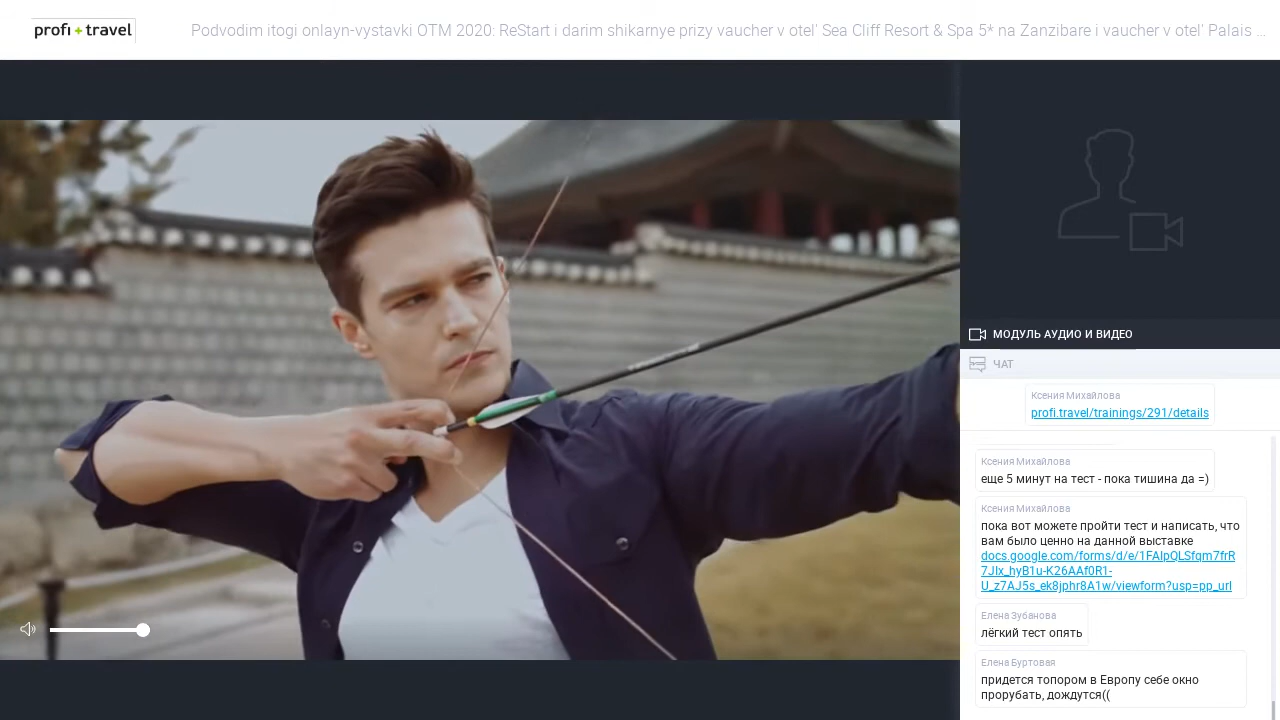 profi travel
Podvodim itogi onlayn-vystavki OTM 2020: ReStart i darim shikarnye prizy vaucher v otel' Sea Cliff Resort & Spa 5* na Zanzibare i vaucher v otel' Palais ...
МОДУЛЬ АУДИО И ВИДЕО
ЧАТ
Ксения Михайлова
profi.travel/trainings/291/details
Ксения Михайлова
еще 5 минут на тест - пока тишина да =)
Ксения Михайлова
пока вот можете пройти тест и написать, что
вам было ценно на данной выставке
docs.google.com/forms/d/e/1FAIpQLSfqm7frR
7JIx_hyB1u-K26AAf0R1-
U_z7AJ5s_ek8jphr8A1w/viewform?usp=pp_url
Елена Зубанова
лёгкий тест опять
Елена Буртовая
придется топором в Европу себе окно
прорубать, дождутся((